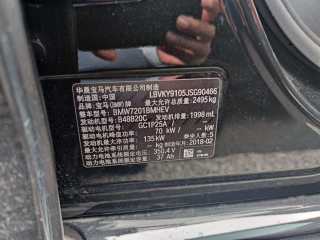 华晨宝马汽车有限公司制造
制造国:中国 LBVKY9105JSG90466
品牌:宝马(BMW)牌 最大允许总质量:2495kg
整车型号:BMW7201BMHEV
发动机型号:B48B20C 发动机排量:1998 mL
驱动电机型号: GC1P25A /
发动机最大净功率: 135 kW
驱动电机峰值功率: 70 kW / kW
乘坐人数:5
制造年月:2018-02
动力电池系统额定电压: 350.4 V
动力电池系统额定容量: 37 Ah